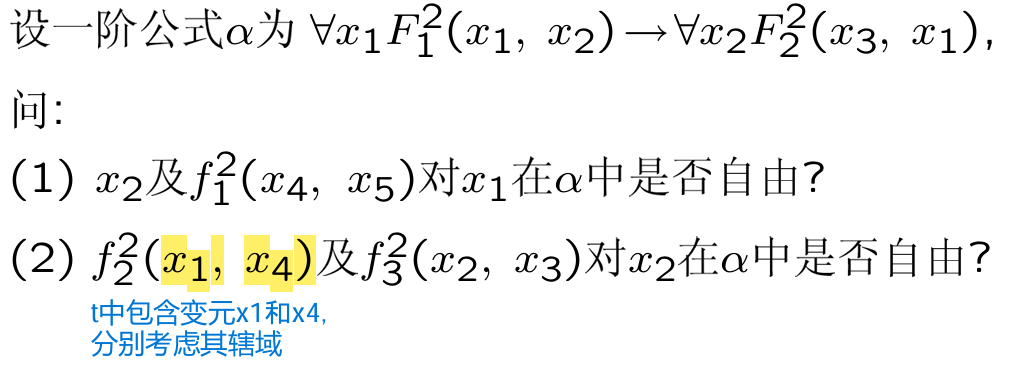 设一阶公式α为 ∀x₁F₁²(x₁, x₂)→∀x₂F₂²(x₃, x₁),
问:
(1) x₂及f₁²(x₄, x₅)对x₁在α中是否自由?
(2) f₂²(x₁, x₄)及f₃²(x₂, x₃)对x₂在α中是否自由?
t中包含变元x1和x4,
分别考虑其辖域